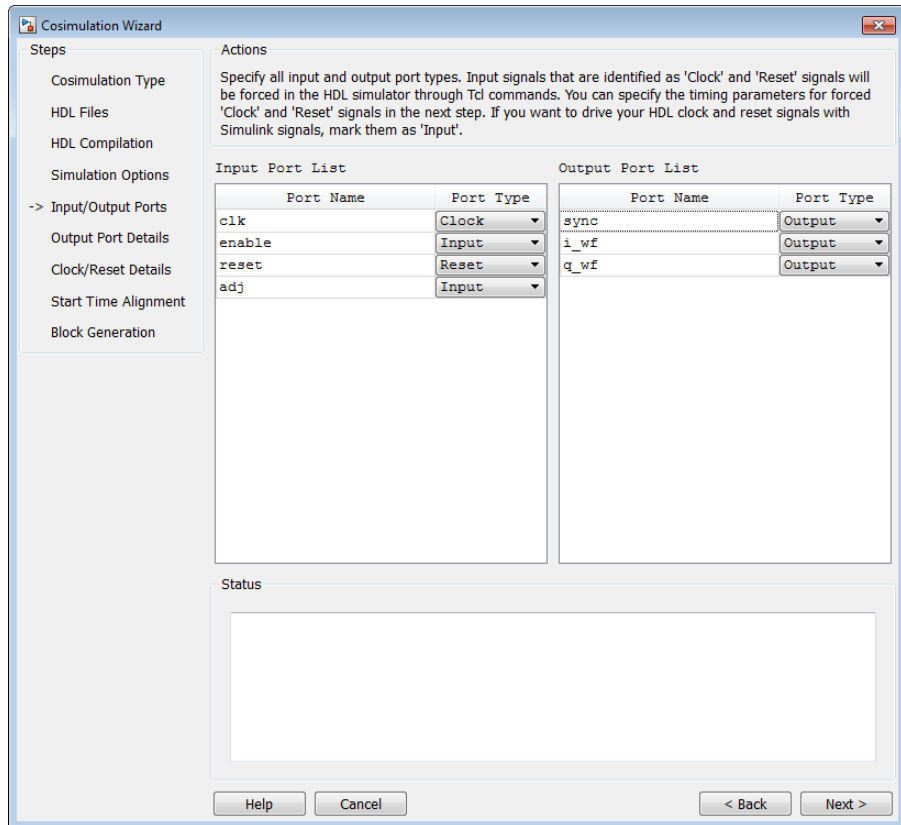 Cosimulation Wizard
Steps
Cosimulation Type
HDL Files
HDL Compilation
Simulation Options
-> Input/Output Ports
Output Port Details
Clock/Reset Details
Start Time Alignment
Block Generation
Actions
Specify all input and output port types. Input signals that are identified as 'Clock' and 'Reset' signals will
be forced in the HDL simulator through Tcl commands. You can specify the timing parameters for forced
'Clock' and 'Reset' signals in the next step. If you want to drive your HDL clock and reset signals with
Simulink signals, mark them as 'Input'.
Input Port List
Port Name Port Type
clk Clock
enable Input
reset Reset
adj Input
Output Port List
Port Name Port Type
sync Output
i_wf Output
q_wf Output
Status
Help Cancel < Back Next >